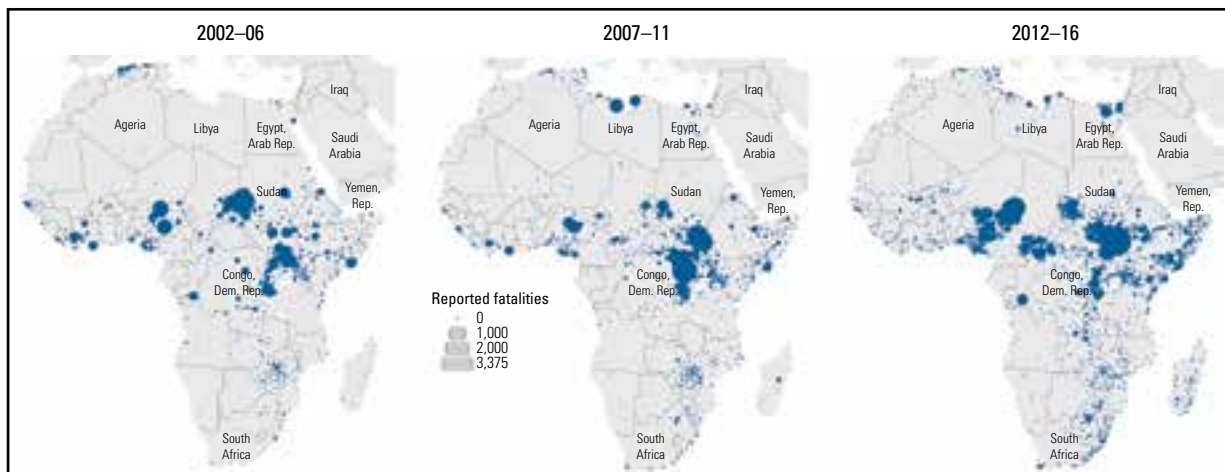 2002–06
2007–11
2012–16
Iraq
Ageria
Libya
Egypt,
Arab Rep.
Saudi
Arabia
Sudan
Yemen,
Rep.
Congo,
Dem. Rep.
South
Africa
Iraq
Ageria
Libya
Egypt,
Arab Rep.
Saudi
Arabia
Sudan
Yemen,
Rep.
Congo,
Dem. Rep.
South
Africa
Reported fatalities
0
1,000
2,000
3,375
Iraq
Ageria
Libya
Egypt,
Arab Rep.
Saudi
Arabia
Sudan
Yemen,
Rep.
Congo,
Dem. Rep.
South
Africa